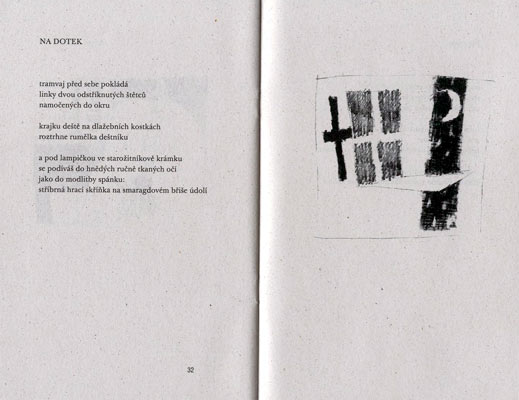 NA DOTEK
tramvaj před sebe pokládá
linky dvou odstřiknutých štětců
namočených do okru
krajku deště na dlažebních kostkách
roztrhne rumělka deštníku
a pod lampičkou ve starožitníkově krámku
se podíváš do hnědých ručně tkaných očí
jako do modlitby spánku:
stříbrná hrací skříňka na smaragdovém břiše údolí
32